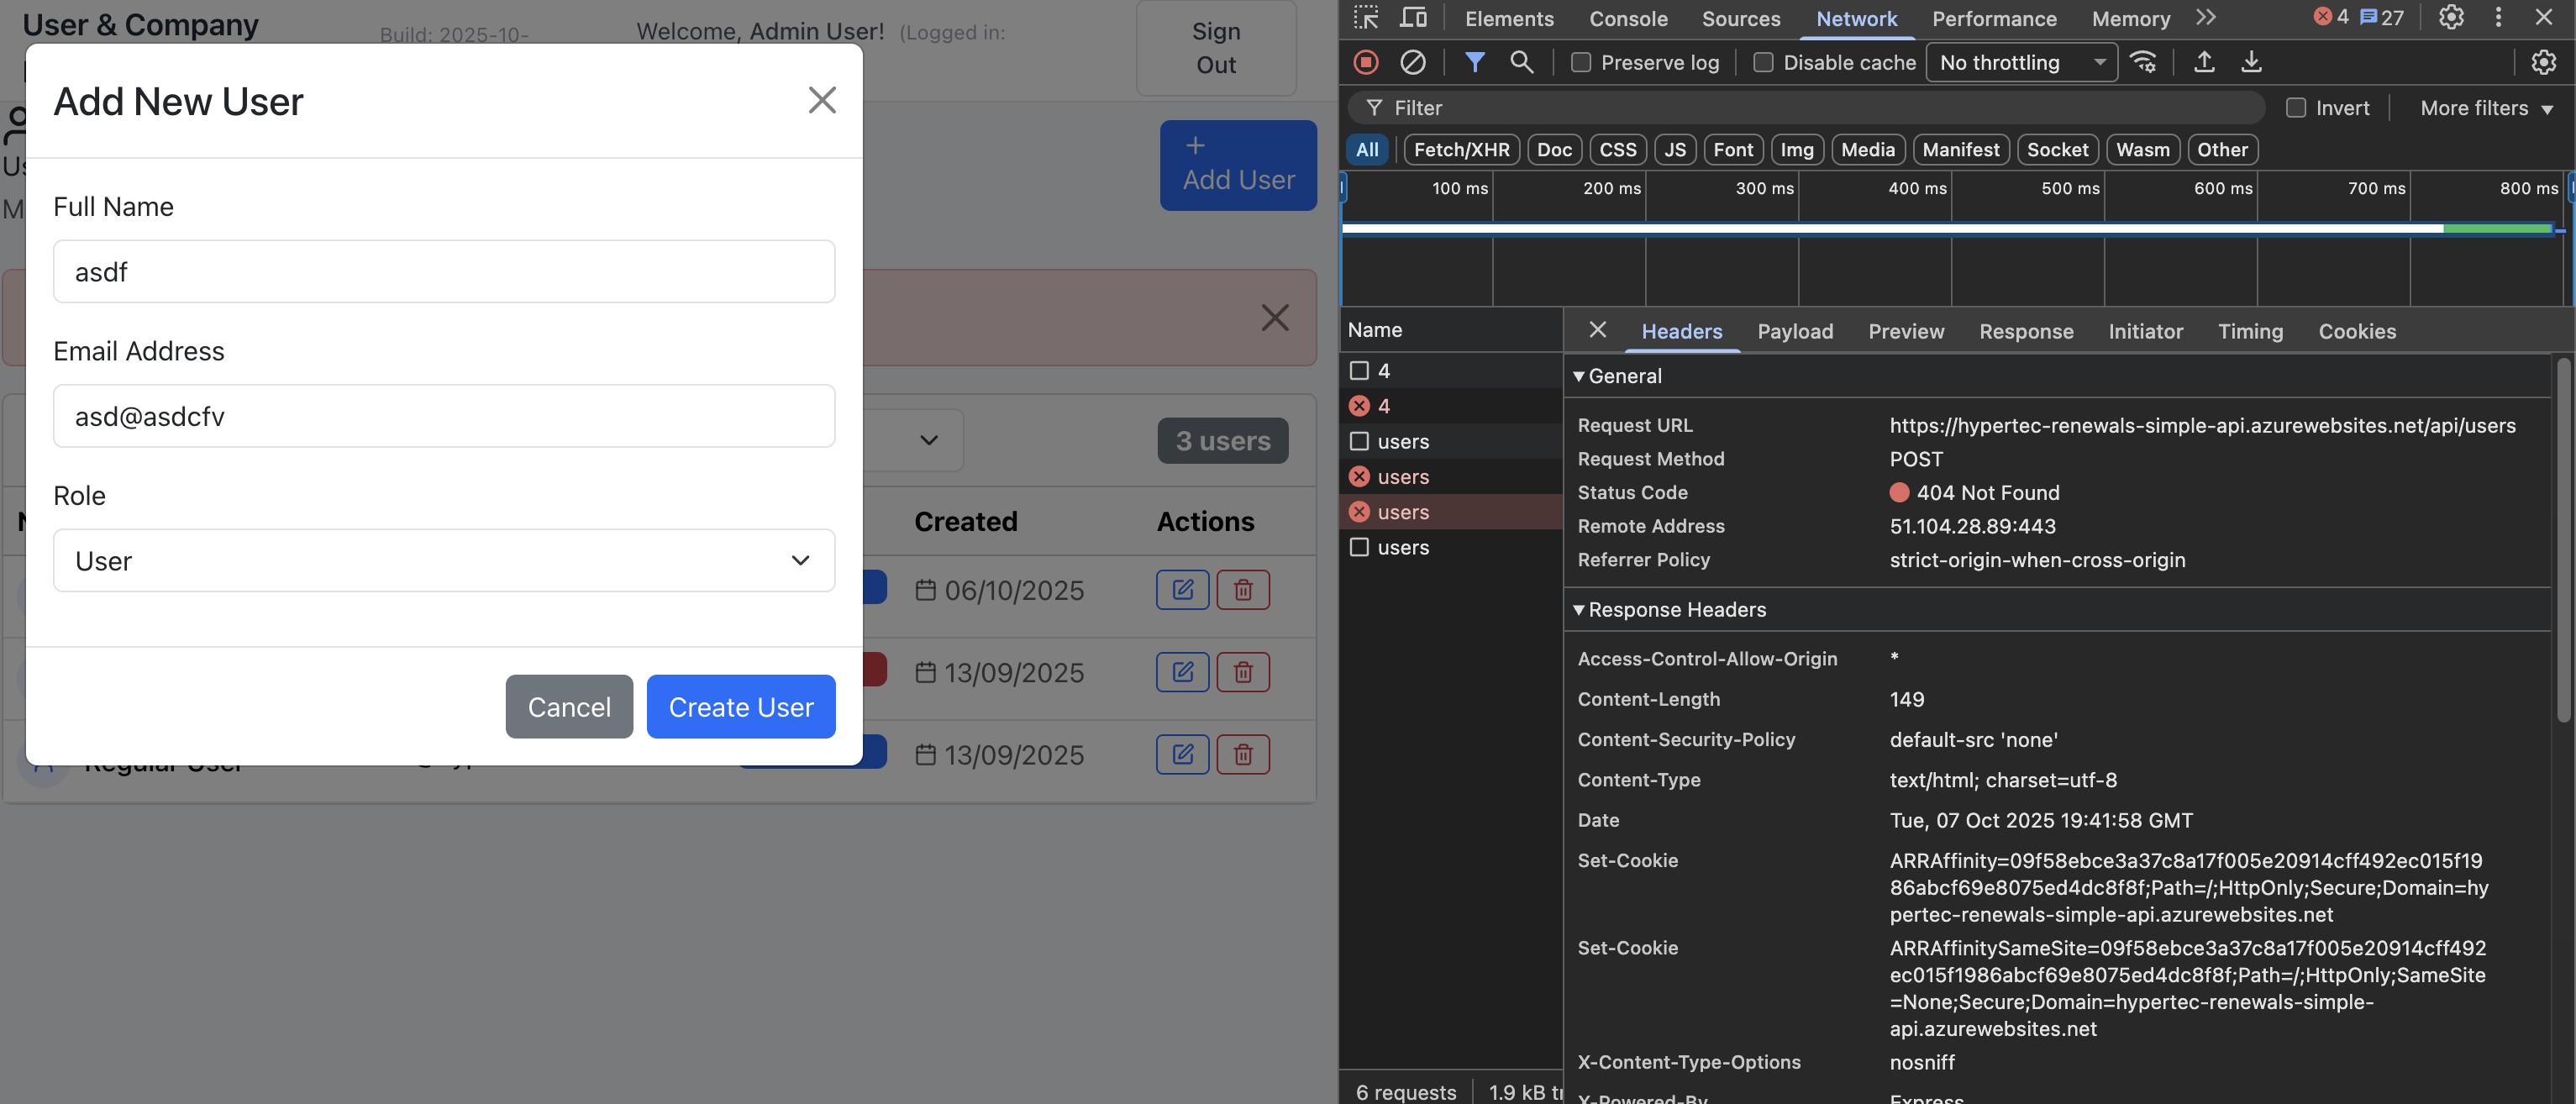 User & Company
Build: 2025-10-
Welcome, Admin User!
(Logged in:
Sign
Out
Add New User
Us
M
+
Add User
Full Name
asdf
Email Address
asd@asdcfv
Role
User
Cancel
Create User
3 users
Created
Actions
06/10/2025
13/09/2025
Regular User
13/09/2025
Elements
Console
Sources
Network
Performance
Memory
4
27
Preserve log
Disable cache
No throttling
Filter
Invert
More filters
All
Fetch/XHR
Doc
CSS
JS
Font
Img
Media
Manifest
Socket
Wasm
Other
100 ms
200 ms
300 ms
400 ms
500 ms
600 ms
700 ms
800 ms
Name
4
4
users
users
users
users
6 requests
1.9 kB tr
Headers
Payload
Preview
Response
Initiator
Timing
Cookies
General
Request URL
https://hypertec-renewals-simple-api.azurewebsites.net/api/users
Request Method
POST
Status Code
404 Not Found
Remote Address
51.104.28.89:443
Referrer Policy
strict-origin-when-cross-origin
Response Headers
Access-Control-Allow-Origin
*
Content-Length
149
Content-Security-Policy
default-src 'none'
Content-Type
text/html; charset=utf-8
Date
Tue, 07 Oct 2025 19:41:58 GMT
Set-Cookie
ARRAffinity=09f58ebce3a37c8a17f005e20914cff492ec015f19
86abcf69e8075ed4dc8f8f;Path=/;HttpOnly;Secure;Domain=hy
pertec-renewals-simple-api.azurewebsites.net
Set-Cookie
ARRAffinitySameSite=09f58ebce3a37c8a17f005e20914cff492
ec015f1986abcf69e8075ed4dc8f8f;Path=/;HttpOnly;SameSite
=None;Secure;Domain=hypertec-renewals-simple-
api.azurewebsites.net
X-Content-Type-Options
nosniff
X-Powered-By
Express